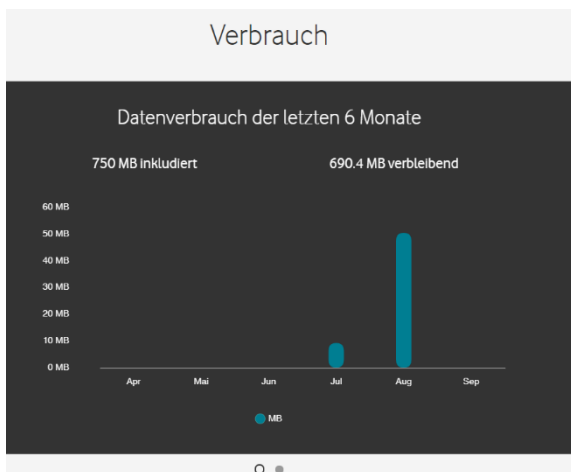 Verbrauch
Datenverbrauch der letzten 6 Monate
750 MB inkludiert 690.4 MB verbleibend
60 MB
50 MB
40 MB
30 MB
20 MB
10 MB
0 MB
Apr Mai Jun Jul Aug Sep
MB